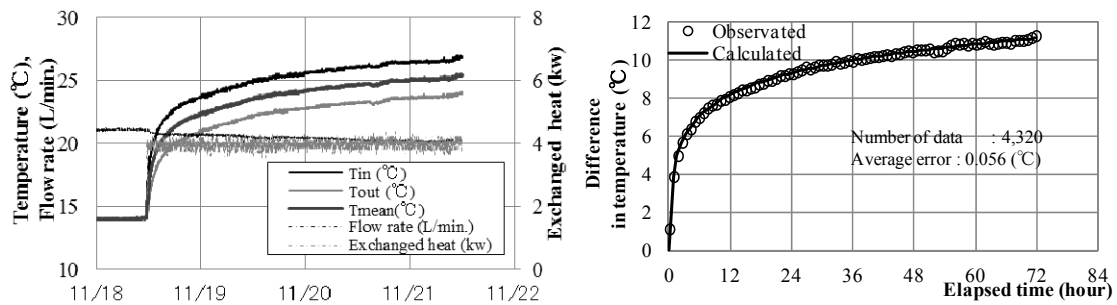 Temperature (℃),
Flow rate (L/min.)
30
25
20
15
10
8
6
4
2
0
Exchanged heat (kw)
Tin (℃)
Tout (℃)
Tmean(℃)
Flow rate (L/min.)
Exchanged heat (kw)
11/18
11/19
11/20
11/21
11/22
Difference
in temperature (℃)
12
10
8
6
4
2
0
Observated
Calculated
Number of data : 4,320
Average error : 0.056 (℃)
0
12
24
36
48
60
72
84
Elapsed time (hour)